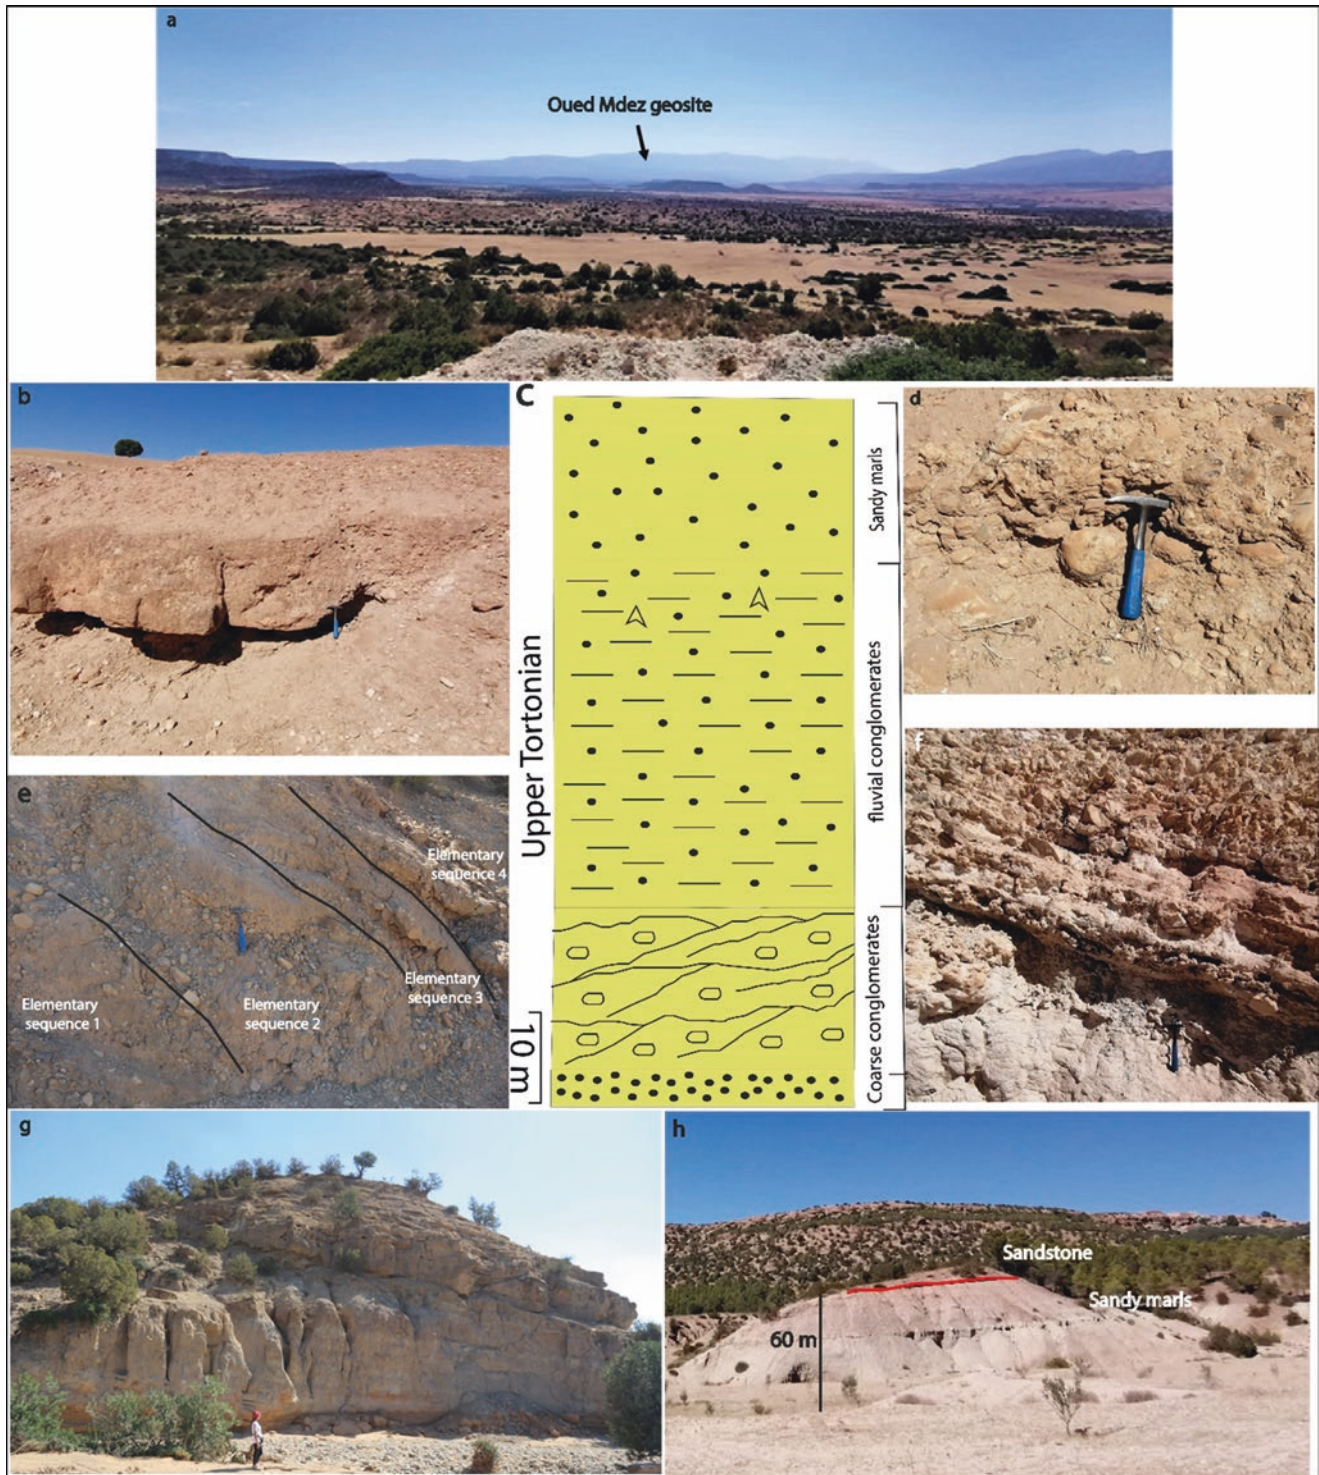 a
Oued Mdez geosite
b
C
d
Sandy marls
Upper Tortonian
fluvial conglomerates
Coarse conglomerates
10 m
e
Elementary
sequence 4
Elementary
sequence 3
Elementary
sequence 2
Elementary
sequence 1
f
g
h
Sandstone
Sandy marls
60 m